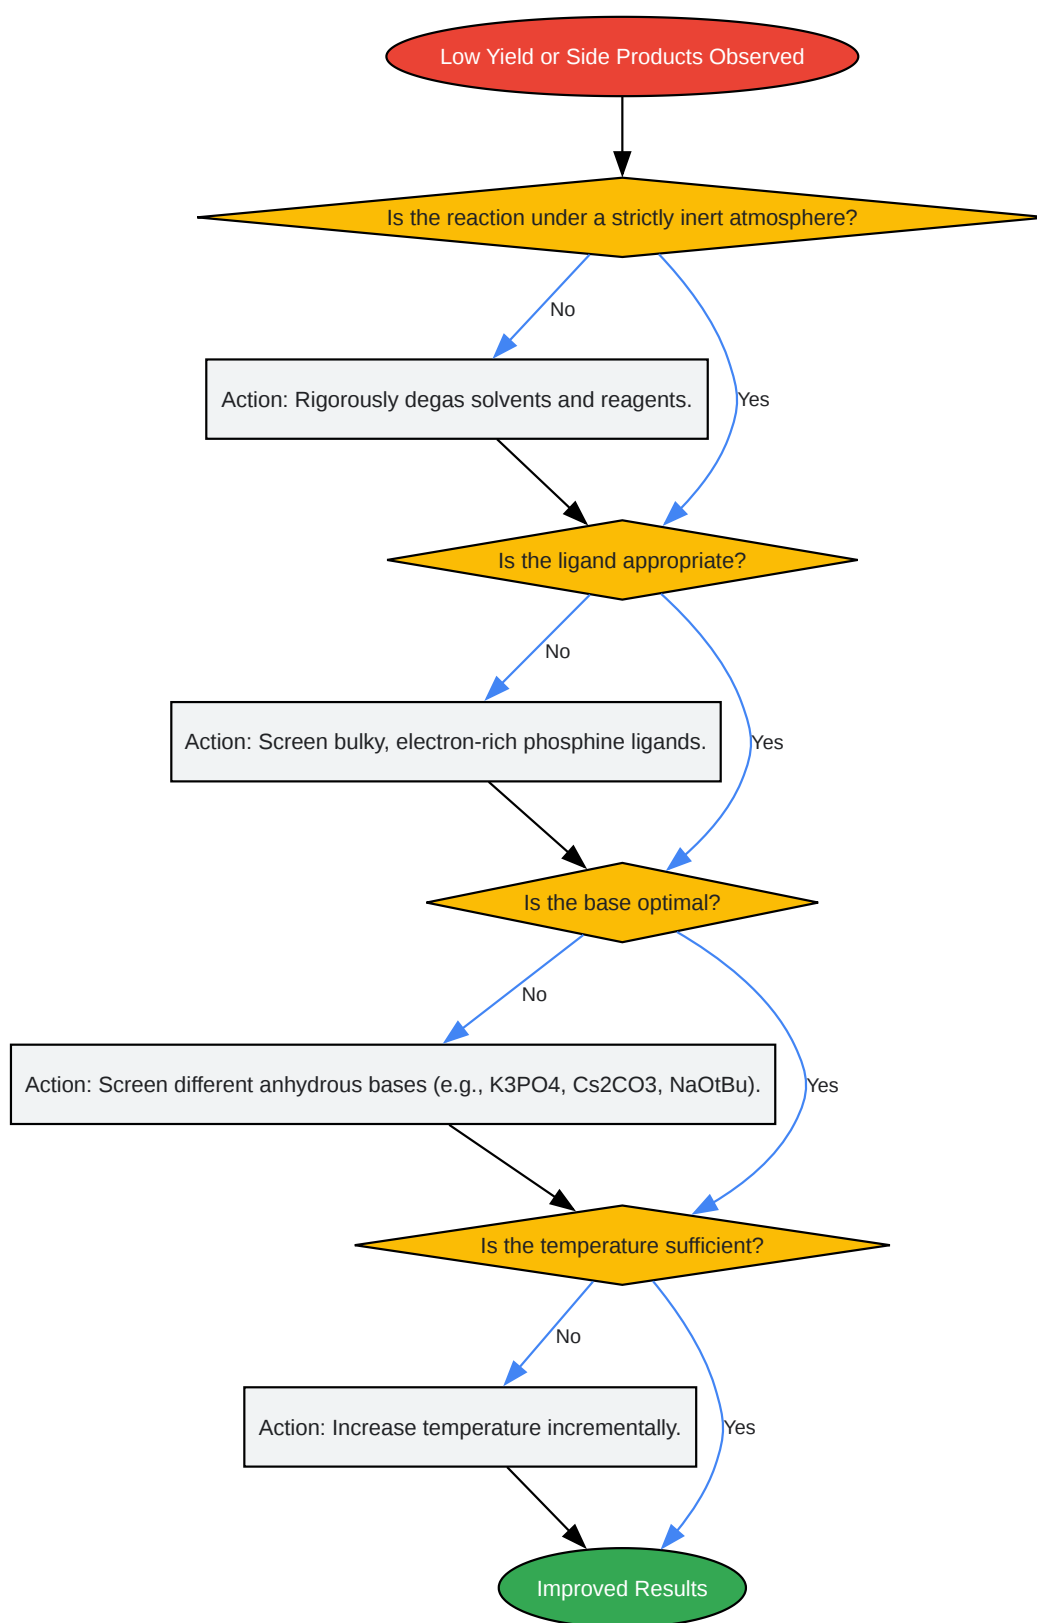 Low Yield or Side Products Observed
Is the reaction under a strictly inert atmosphere?
No
Action: Rigorously degas solvents and reagents.
Yes
Is the ligand appropriate?
No
Action: Screen bulky, electron-rich phosphine ligands.
Yes
Is the base optimal?
No
Action: Screen different anhydrous bases (e.g., K3PO4, Cs2CO3, NaOtBu).
Yes
Is the temperature sufficient?
No
Action: Increase temperature incrementally.
Yes
Improved Results